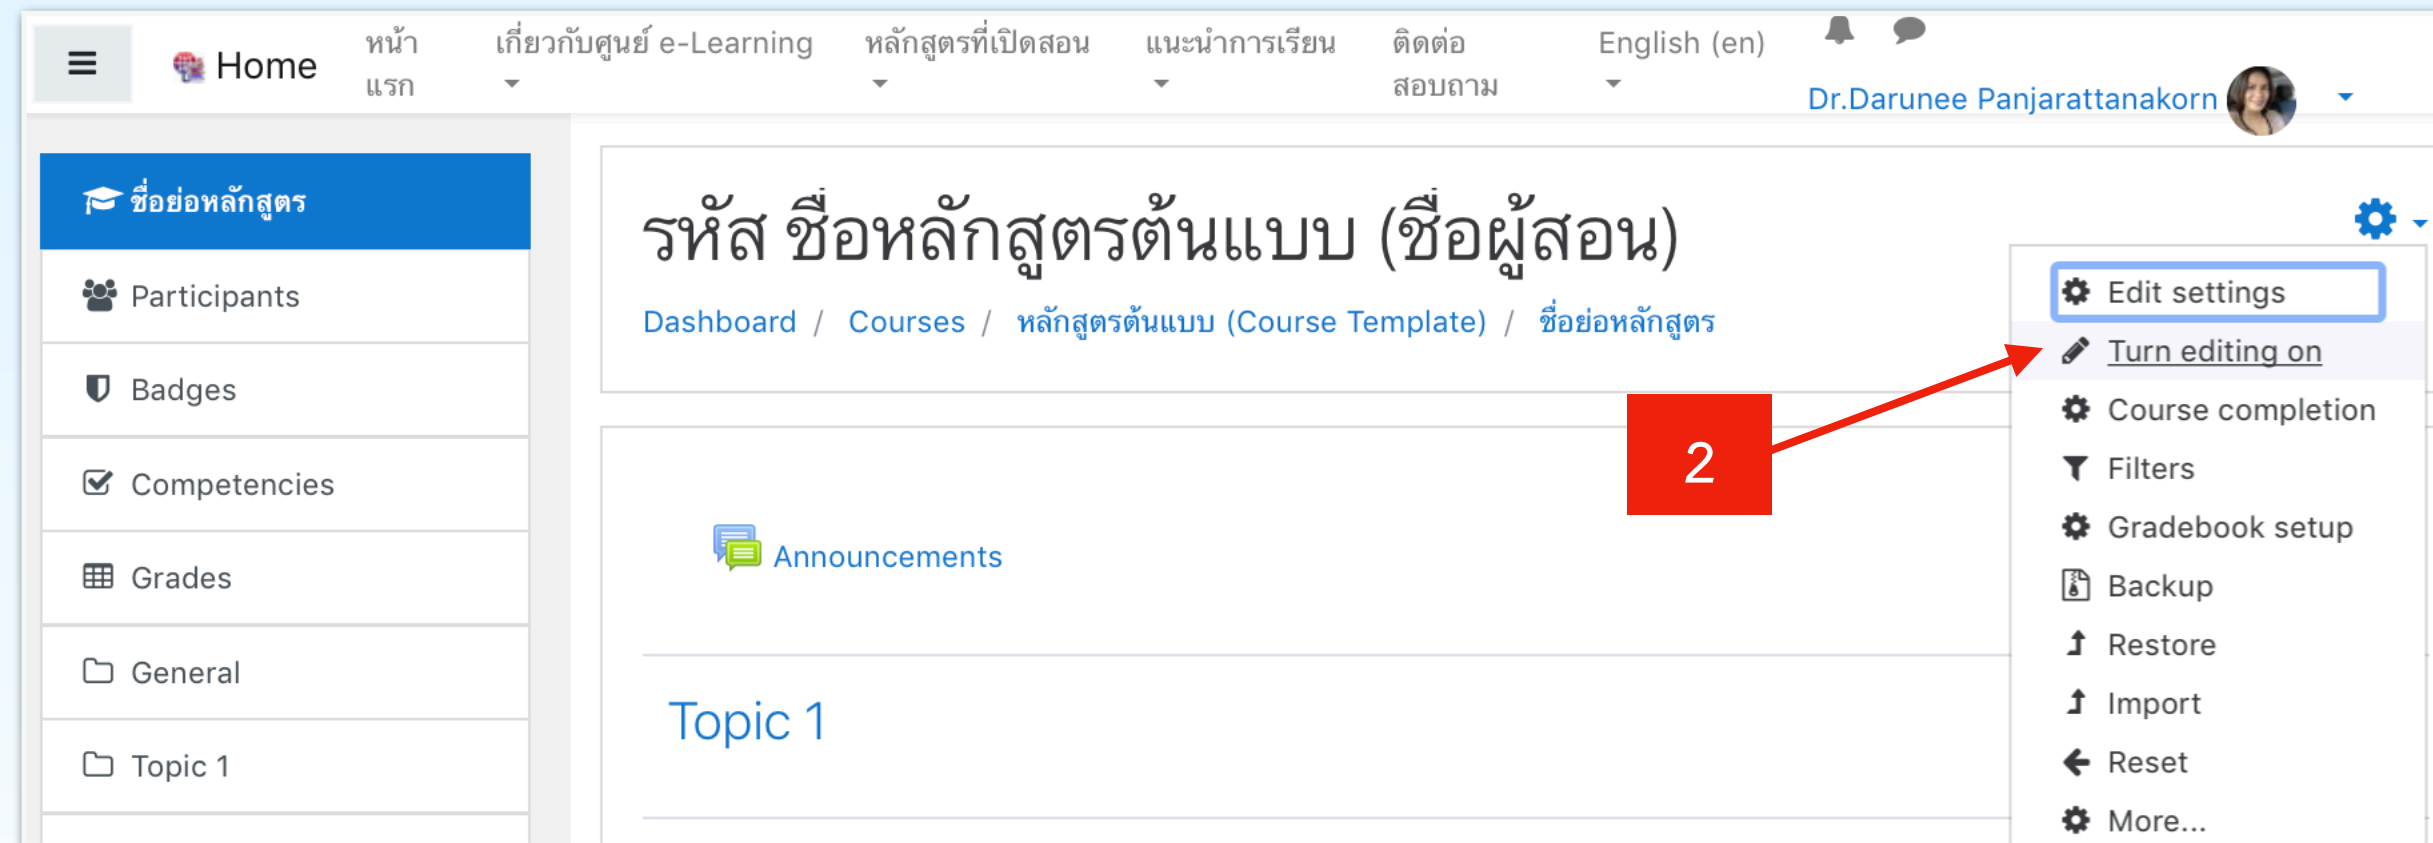 Home
หน้า
แรก
เกี่ยวกับศูนย์ e-Learning
หลักสูตรที่เปิดสอน
แนะนำการเรียน
ติดต่อ
สอบถาม
English (en)
Dr.Darunee Panjarattanakorn
ชื่อย่อหลักสูตร
Participants
Badges
Competencies
Grades
General
Topic 1
รหัส ชื่อหลักสูตรต้นแบบ (ชื่อผู้สอน)
Dashboard / Courses / หลักสูตรต้นแบบ (Course Template) / ชื่อย่อหลักสูตร
Announcements
Topic 1
2
Edit settings
Turn editing on
Course completion
Filters
Gradebook setup
Backup
Restore
Import
Reset
More...